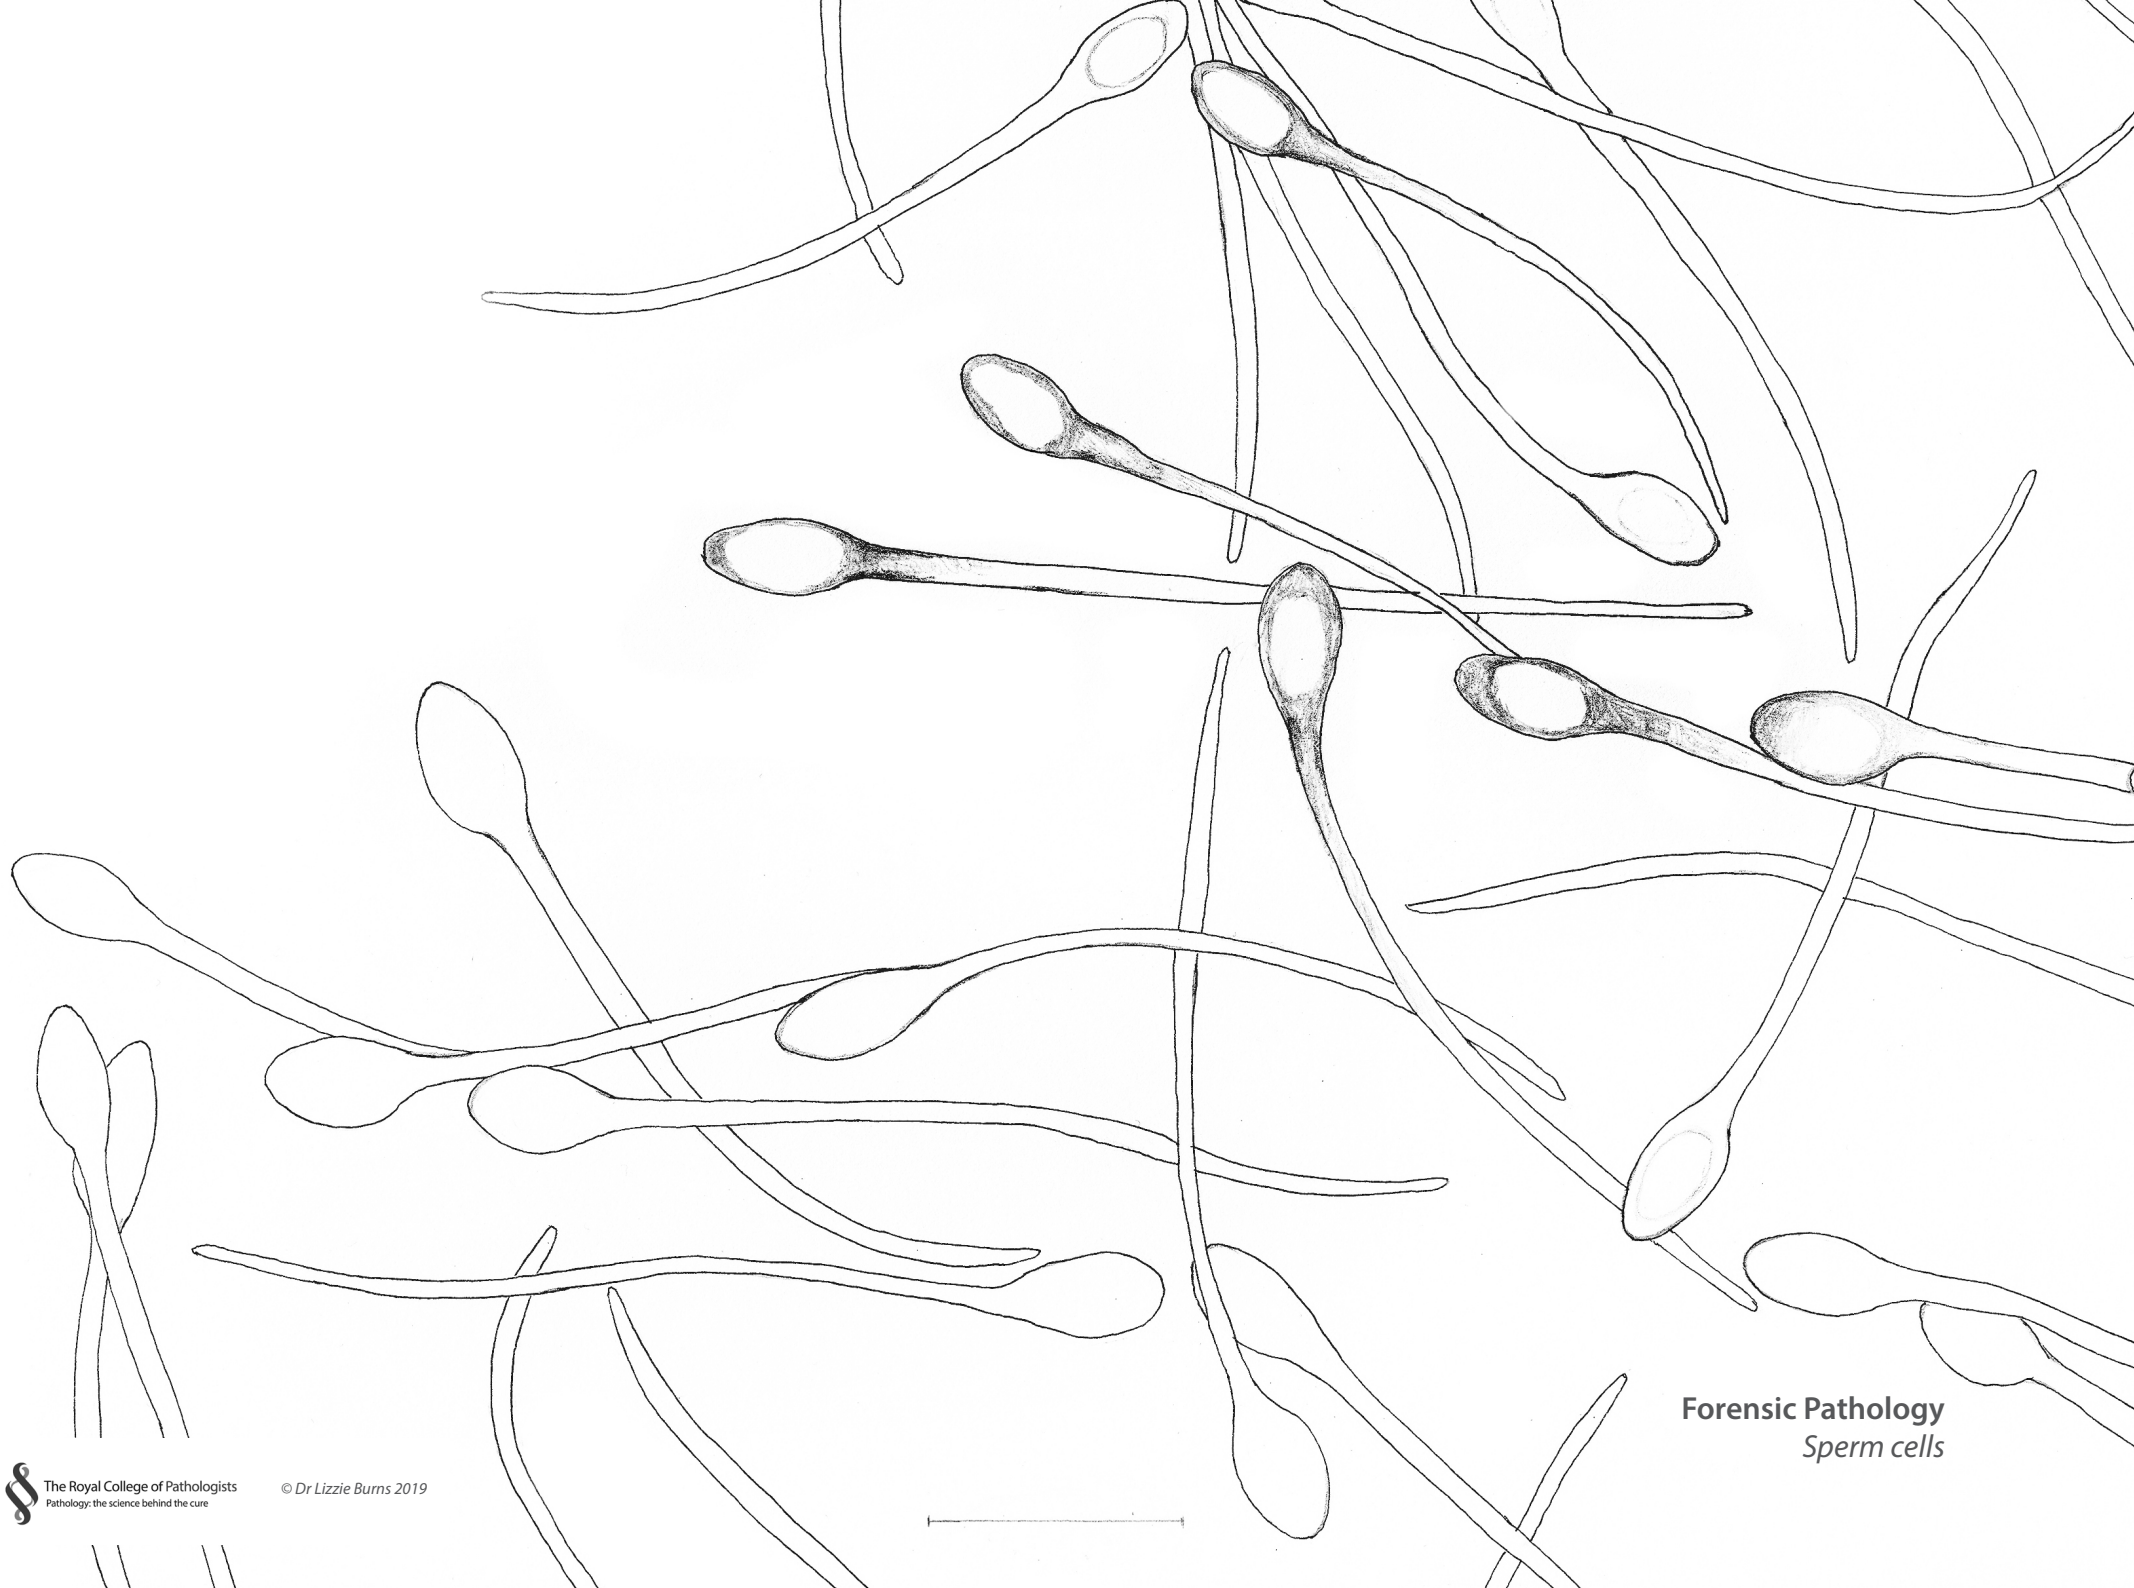 Forensic Pathology
Sperm cells
The Royal College of Pathologists
Pathology: the science behind the cure
© Dr Lizzie Burns 2019